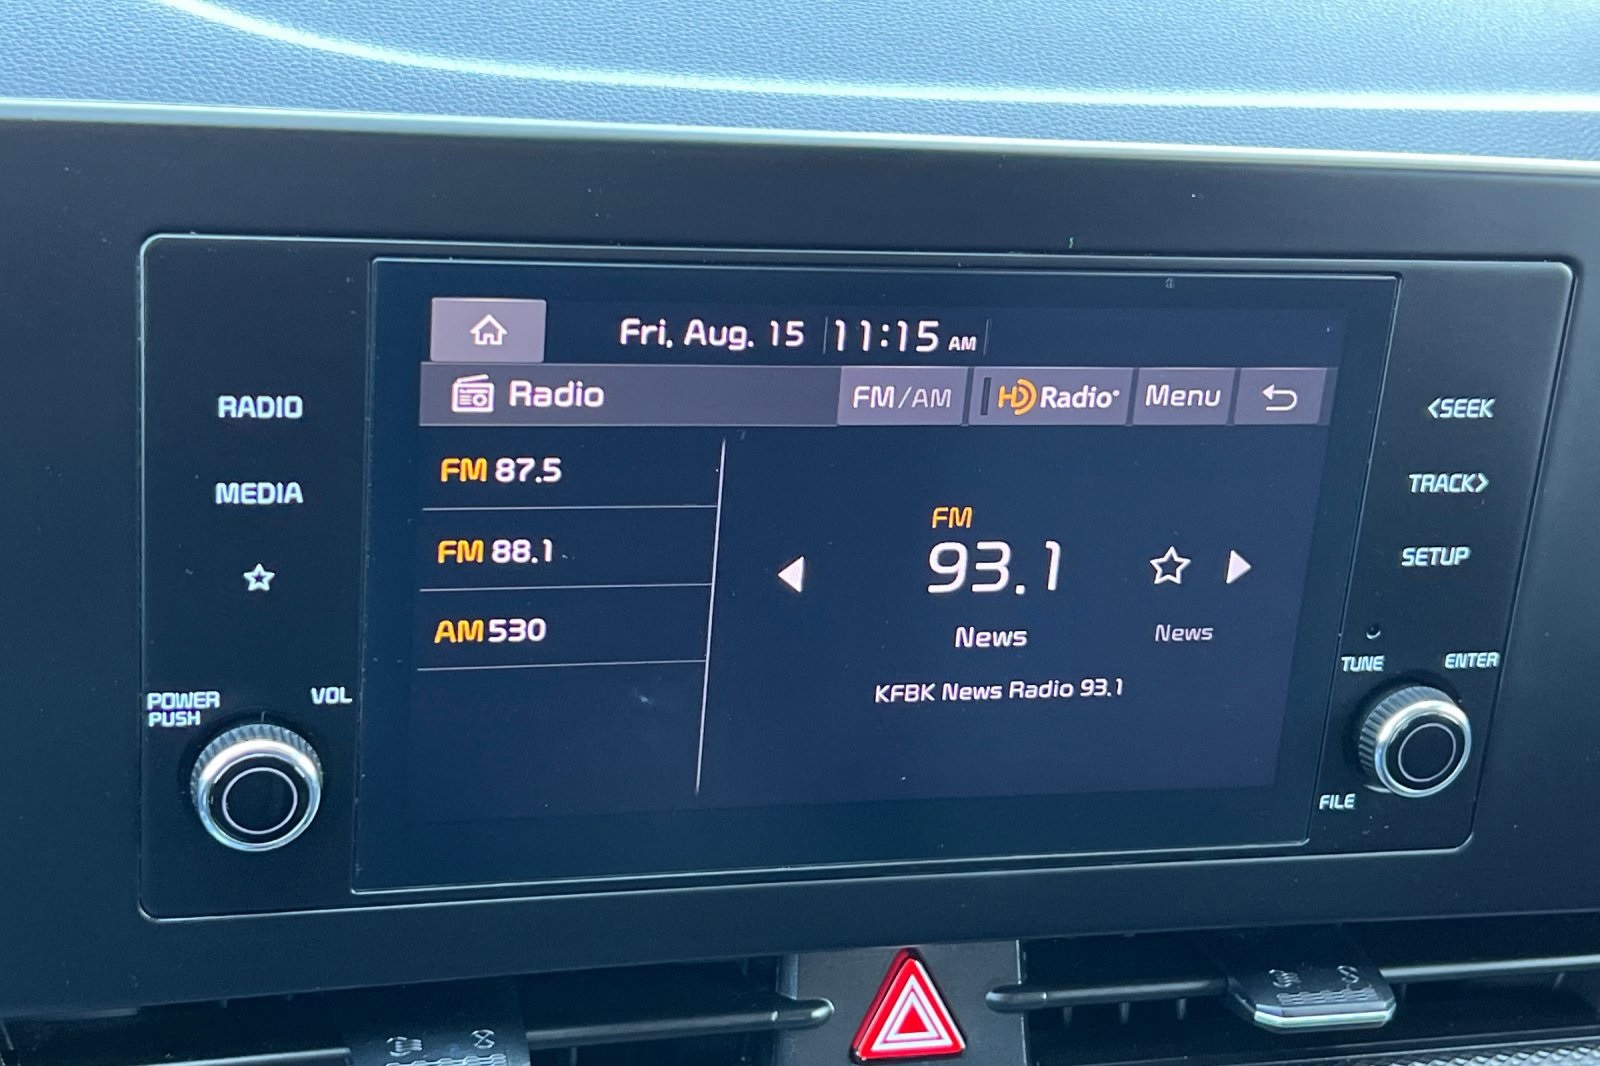 Fri, Aug. 15 11:15 AM
Radio FM/AM HD Radio Menu
RADIO
MEDIA
FM 87.5
FM 88.1
AM 530
FM
93.1
News
News
KFBK News Radio 93.1
<SEEK
TRACK>
SETUP
POWER
PUSH
VOL
TUNE
ENTER
FILE